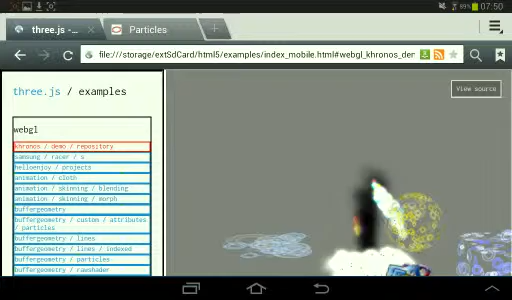 99% 07:50
three.js -...
Particles
file:///storage/extSdCard/html5/examples/index_mobile.html#webgl_khronos_den
three.js / examples
View source
webgl
khronos / demo / repository
samsung / racer / s
helloenjoy / projects
animation / cloth
animation / skinning / blending
animation / skinning / morph
buffergeometry
buffergeometry / custom / attributes
/ particles
buffergeometry / lines
buffergeometry / lines / indexed
buffergeometry / particles
buffergeometry / rawshader